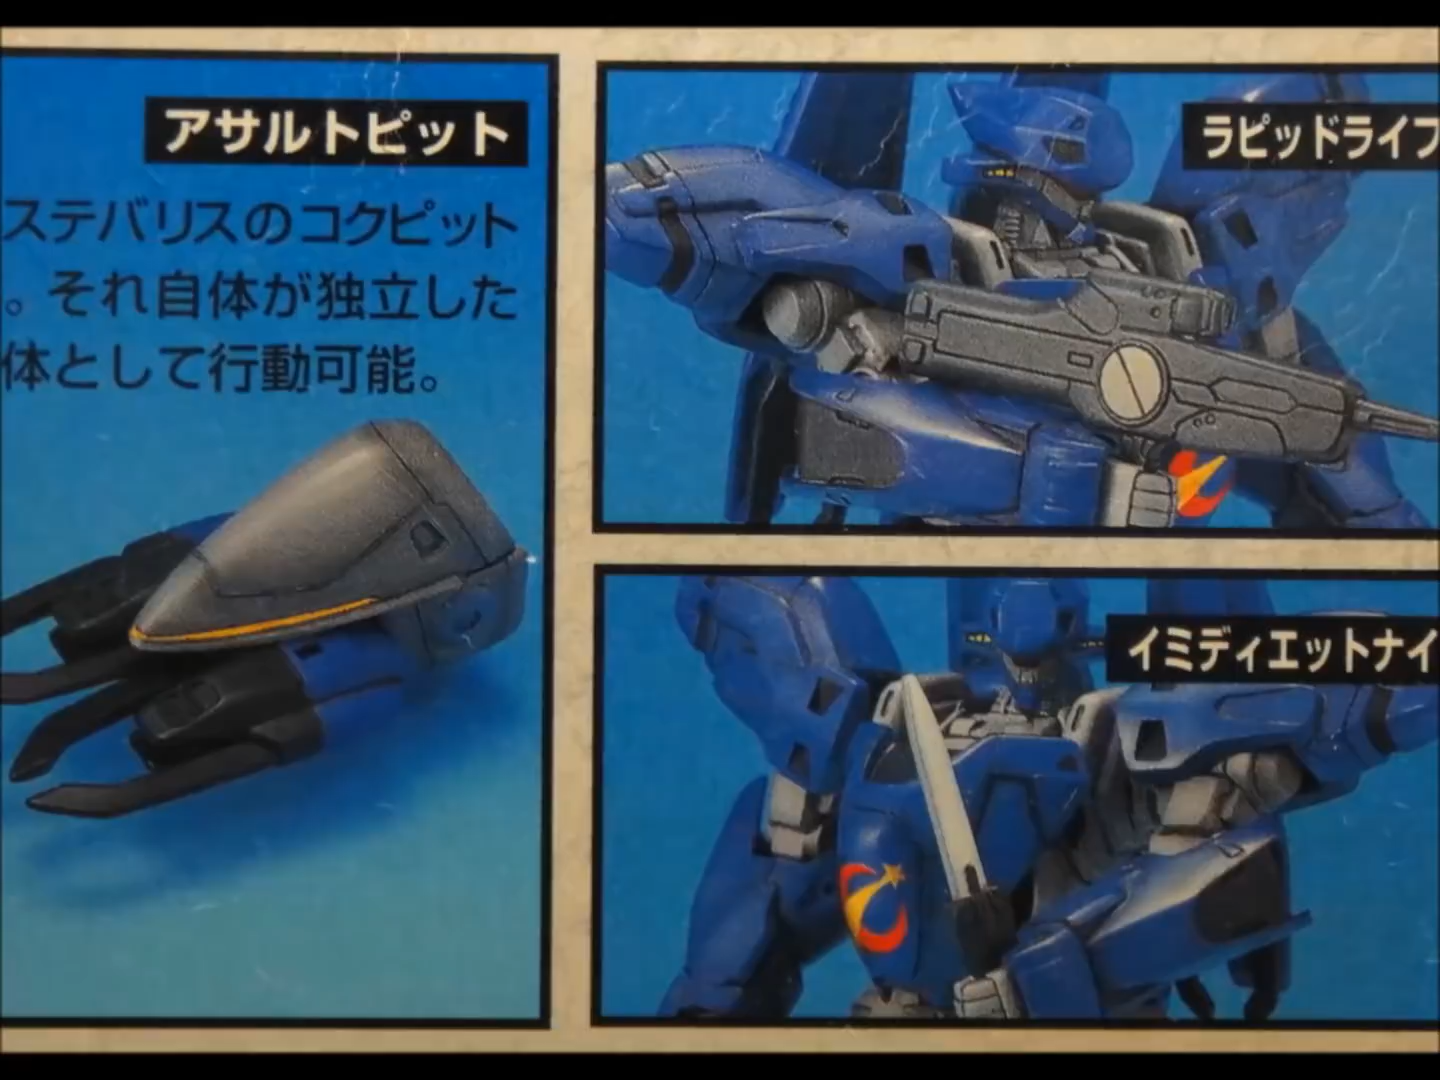 アサルトピット
ステバリスのコクピット
。それ自体が独立した
体として行動可能。
ラピッドライフ
イミディエットナイ